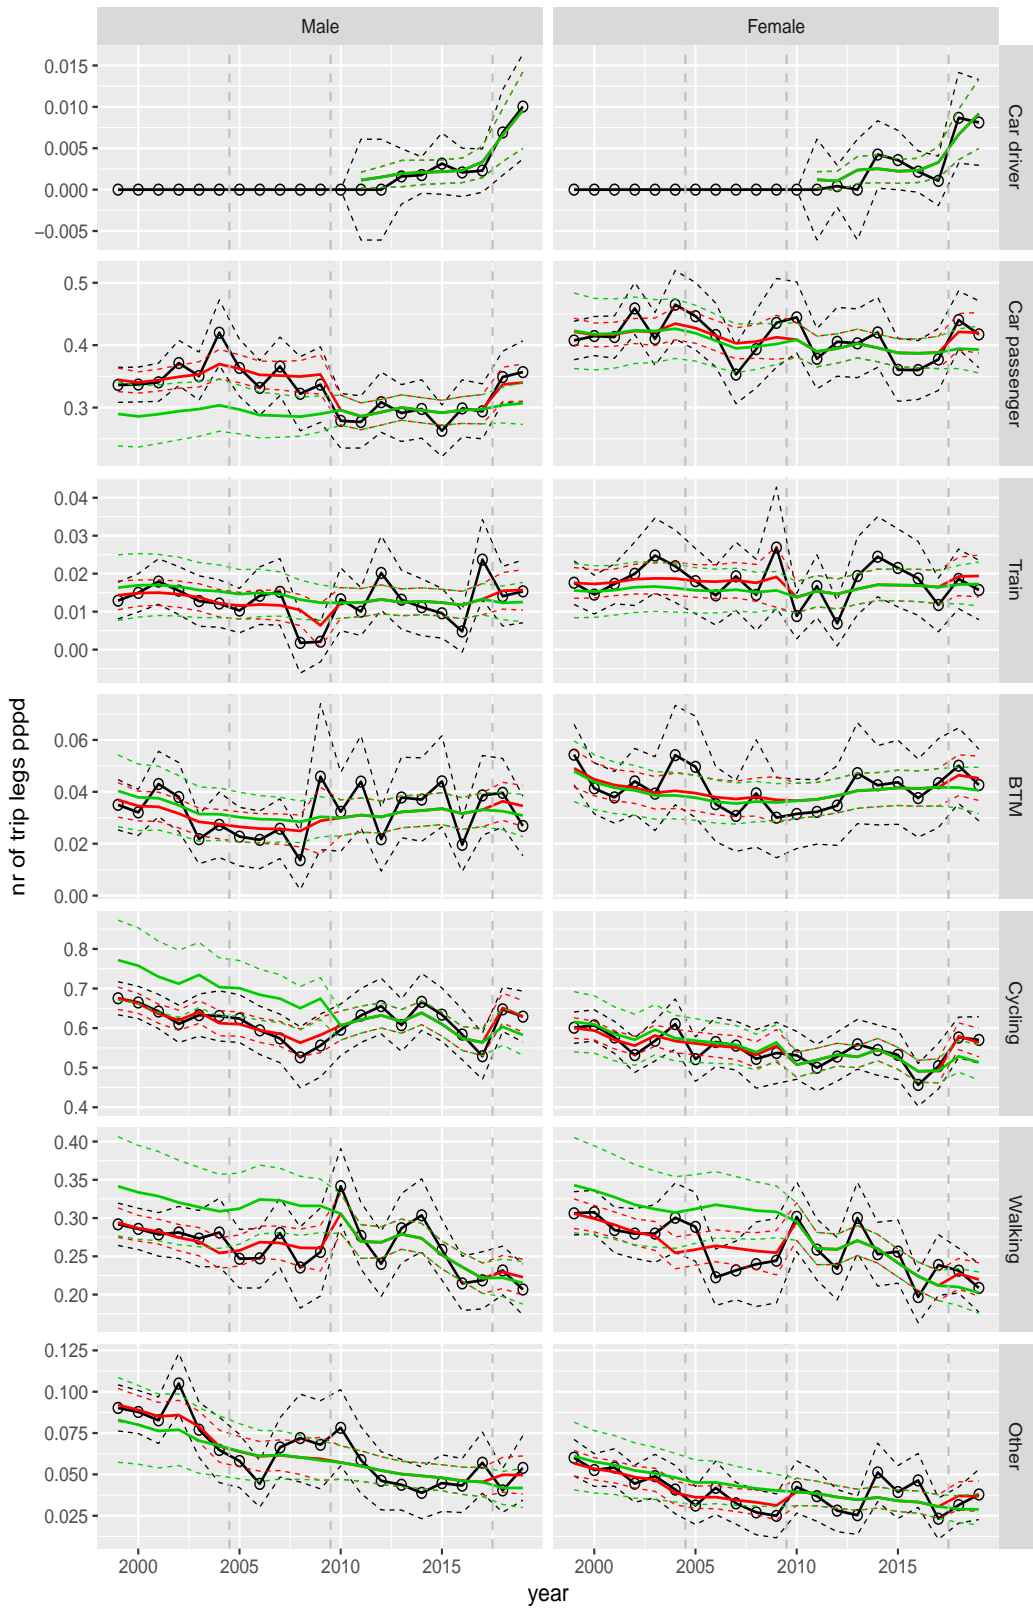 Male Female
0.015
0.010
0.005
0.000
−0.005
Car driver
0.5
0.4
0.3
Car passenger
0.04
0.03
0.02
0.01
0.00
Train
0.06
0.04
0.02
0.00
BTM
0.8
0.7
0.6
0.5
0.4
Cycling
0.40
0.35
0.30
0.25
0.20
Walking
0.125
0.100
0.075
0.050
0.025
Other
nr of trip legs pppd
2000 2005 2010 2015 2000 2005 2010 2015
year